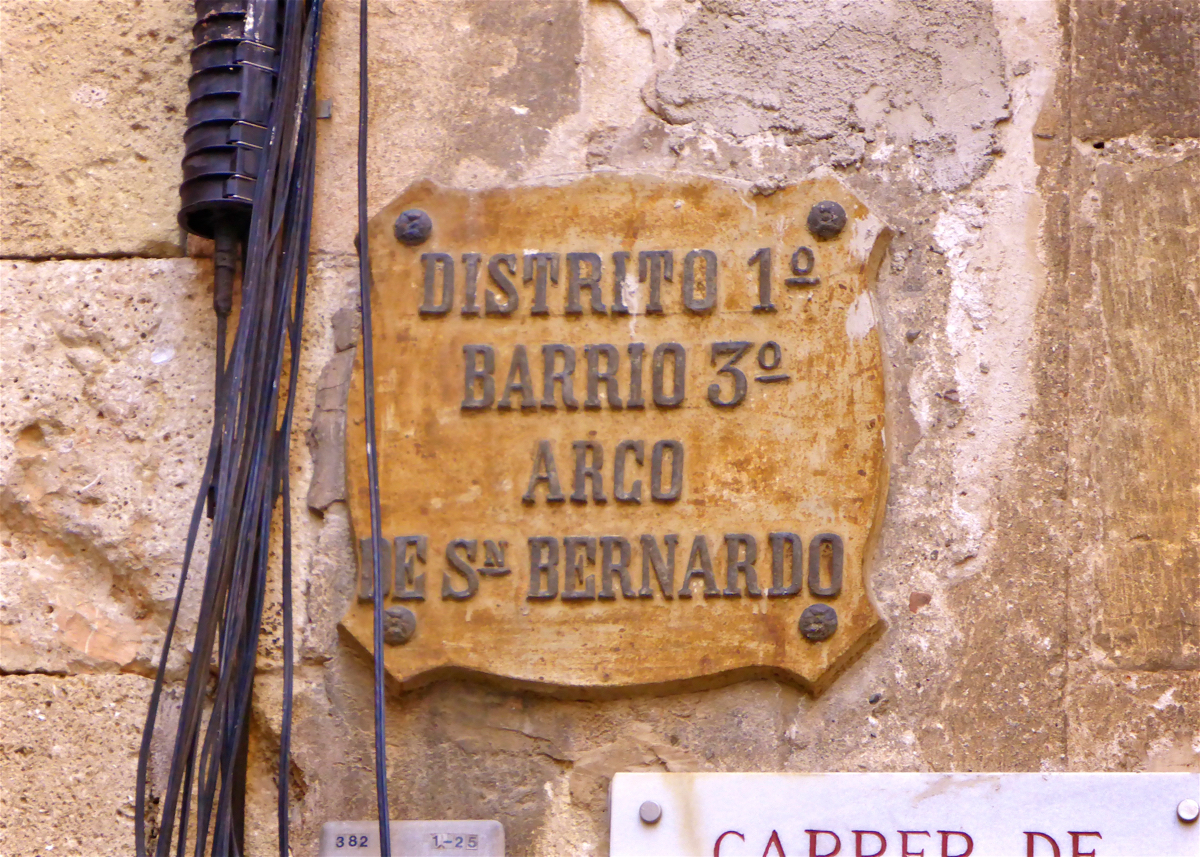 DISTRITO 1º
BARRIO 3º
ARCO
DE SN BERNARDO
382 1-25
CARRER DE